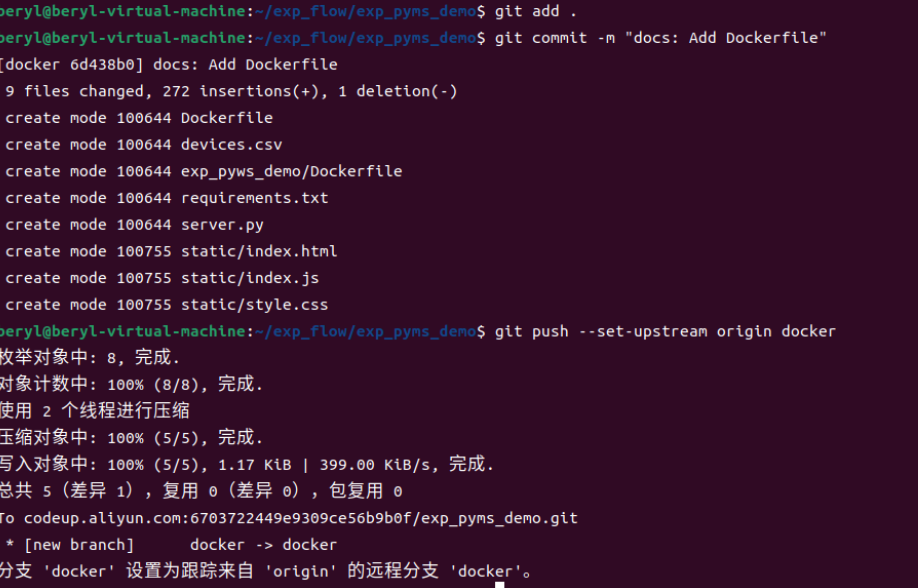 beryl@beryl-virtual-machine:~/exp_flow/exp_pyms_demo$ git add .
beryl@beryl-virtual-machine:~/exp_flow/exp_pyms_demo$ git commit -m "docs: Add Dockerfile"
[docker 6d438b0] docs: Add Dockerfile
9 files changed, 272 insertions(+), 1 deletion(-)
create mode 100644 Dockerfile
create mode 100644 devices.csv
create mode 100644 exp_pyws_demo/Dockerfile
create mode 100644 requirements.txt
create mode 100644 server.py
create mode 100755 static/index.html
create mode 100755 static/index.js
create mode 100755 static/style.css
beryl@beryl-virtual-machine:~/exp_flow/exp_pyms_demo$ git push --set-upstream origin docker
枚举对象中: 8, 完成.
对象计数中: 100% (8/8), 完成.
使用 2 个线程进行压缩
压缩对象中: 100% (5/5), 完成.
写入对象中: 100% (5/5), 1.17 KiB | 399.00 KiB/s, 完成.
总共 5（差异 1），复用 0（差异 0），包复用 0
To codeup.aliyun.com:6703722449e9309ce56b9b0f/exp_pyms_demo.git
* [new branch] docker -> docker
分支 'docker' 设置为跟踪来自 'origin' 的远程分支 'docker'。